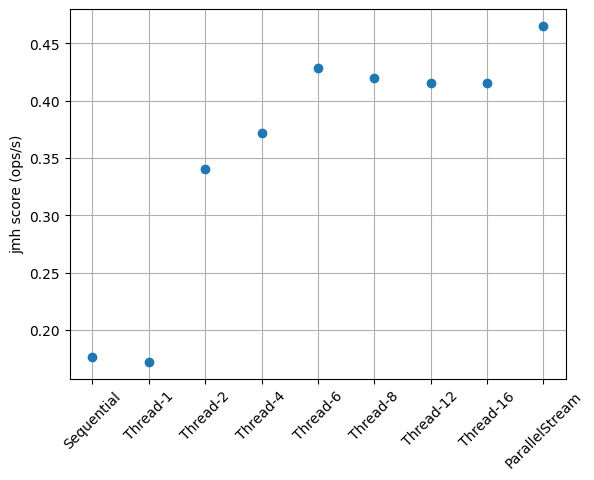 jmh score (ops/s)
0.45
0.40
0.35
0.30
0.25
0.20
Sequential
Thread-1
Thread-2
Thread-4
Thread-6
Thread-8
Thread-12
Thread-16
ParallelStream